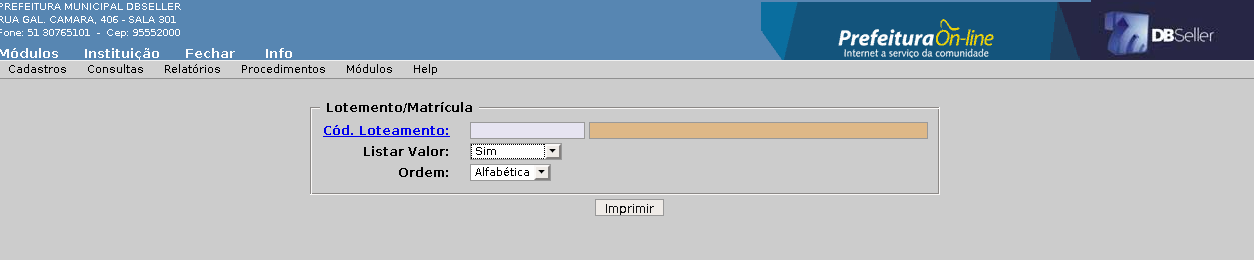 PREFEITURA MUNICIPAL DBSELLER
RUA GAL. CAMARA, 406 - SALA 301
Fone: 51 30765101 - Cep: 95552000
Prefeitura On-line
Internet a serviço da comunidade
DBSeller
Módulos Instituição Fechar Info
Cadastros Consultas Relatórios Procedimentos Módulos Help
Lotemento/Matrícula
Cód. Loteamento:
Listar Valor: Sim
Ordem: Alfabética
Imprimir